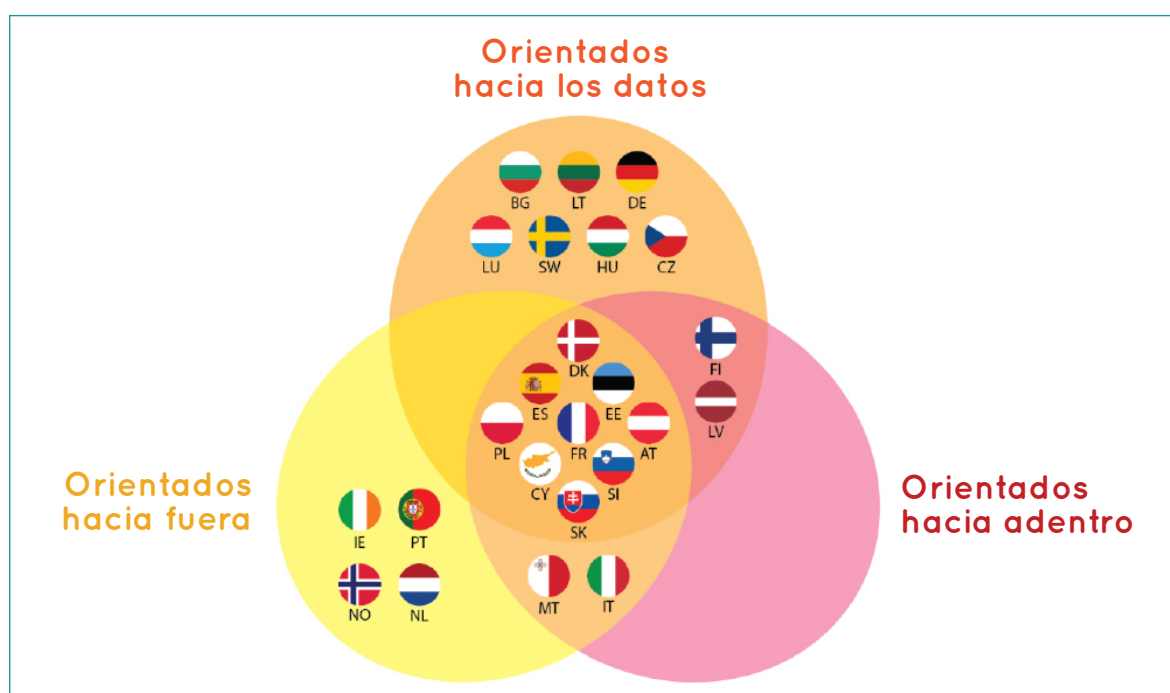 Orientados
hacia los datos
BG LT DE
LU SW HU CZ
DK
FI
ES EE
LV
PL FR AT
CY SI
Orientados
hacia fuera
Orientados
hacia adentro
SK
IE PT
MT IT
NO NL